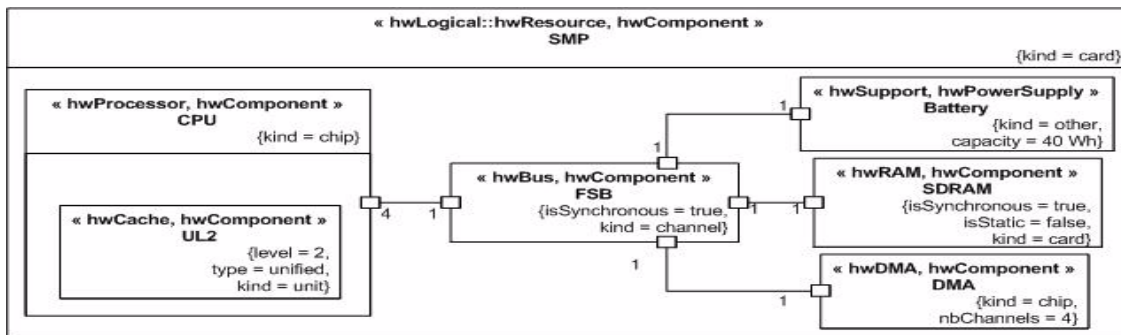 « hwLogical::hwResource, hwComponent »
SMP
{kind = card}
« hwProcessor, hwComponent »
CPU
{kind = chip}
« hwCache, hwComponent »
UL2
{level = 2,
type = unified,
kind = unit}
4
1
« hwBus, hwComponent »
FSB
{isSynchronous = true,
kind = channel}
1
1
1
1
1
1
« hwSupport, hwPowerSupply »
Battery
{kind = other,
capacity = 40 Wh}
« hwRAM, hwComponent »
SDRAM
{isSynchronous = true,
isStatic = false,
kind = card}
« hwDMA, hwComponent »
DMA
{kind = chip,
nbChannels = 4}